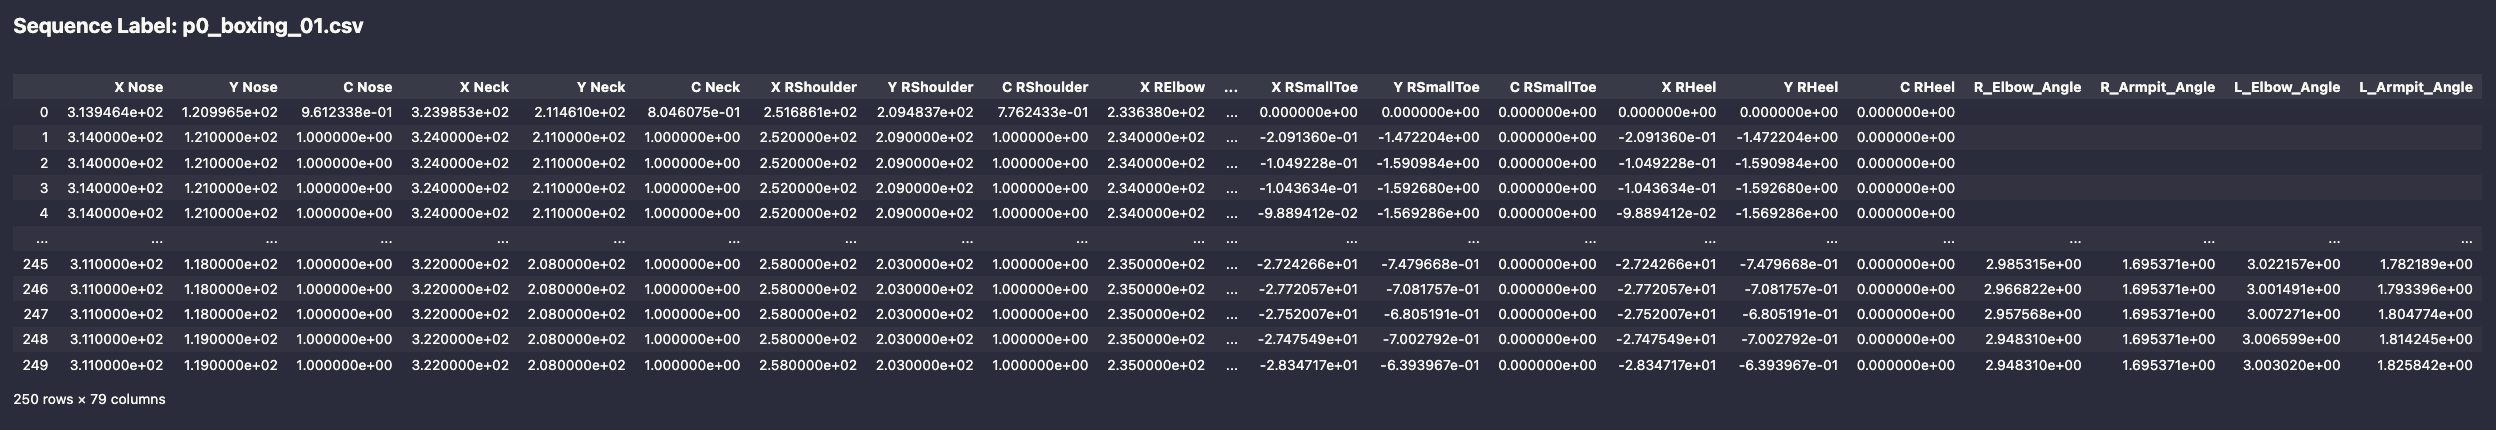 Sequence Label: p0_boxing_01.csv
X Nose Y Nose C Nose X Neck Y Neck C Neck X RShoulder Y RShoulder C RShoulder X RElbow ... X RSmallToe Y RSmallToe C RSmallToe X RHeel Y RHeel C RHeel R_Elbow_Angle R_Armpit_Angle L_Elbow_Angle L_Armpit_Angle
0 3.139464e+02 1.209965e+02 9.612338e-01 3.239853e+02 2.114610e+02 8.046075e-01 2.516861e+02 2.094837e+02 7.762433e-01 2.336380e+02 ... 0.000000e+00 0.000000e+00 0.000000e+00 0.000000e+00 0.000000e+00 0.000000e+00
1 3.140000e+02 1.210000e+02 1.000000e+00 3.240000e+02 2.110000e+02 1.000000e+00 2.520000e+02 2.090000e+02 1.000000e+00 2.340000e+02 ... -2.091360e-01 -1.472204e+00 0.000000e+00 -2.091360e-01 -1.472204e+00 0.000000e+00
2 3.140000e+02 1.210000e+02 1.000000e+00 3.240000e+02 2.110000e+02 1.000000e+00 2.520000e+02 2.090000e+02 1.000000e+00 2.340000e+02 ... -1.049228e-01 -1.590984e+00 0.000000e+00 -1.049228e-01 -1.590984e+00 0.000000e+00
3 3.140000e+02 1.210000e+02 1.000000e+00 3.240000e+02 2.110000e+02 1.000000e+00 2.520000e+02 2.090000e+02 1.000000e+00 2.340000e+02 ... -1.043634e-01 -1.592680e+00 0.000000e+00 -1.043634e-01 -1.592680e+00 0.000000e+00
4 3.140000e+02 1.210000e+02 1.000000e+00 3.240000e+02 2.110000e+02 1.000000e+00 2.520000e+02 2.090000e+02 1.000000e+00 2.340000e+02 ... -9.889412e-02 -1.569286e+00 0.000000e+00 -9.889412e-02 -1.569286e+00 0.000000e+00
... ... ... ... ... ... ... ... ... ... ... ... ... ... ... ... ... ... ... ... ... ...
245 3.110000e+02 1.180000e+02 1.000000e+00 3.220000e+02 2.080000e+02 1.000000e+00 2.580000e+02 2.030000e+02 1.000000e+00 2.350000e+02 ... -2.724266e+01 -7.479668e-01 0.000000e+00 -2.724266e+01 -7.479668e-01 0.000000e+00 2.985315e+00 1.695371e+00 3.022157e+00 1.782189e+00
246 3.110000e+02 1.180000e+02 1.000000e+00 3.220000e+02 2.080000e+02 1.000000e+00 2.580000e+02 2.030000e+02 1.000000e+00 2.350000e+02 ... -2.772057e+01 -7.081757e-01 0.000000e+00 -2.772057e+01 -7.081757e-01 0.000000e+00 2.966822e+00 1.695371e+00 3.001491e+00 1.793396e+00
247 3.110000e+02 1.180000e+02 1.000000e+00 3.220000e+02 2.080000e+02 1.000000e+00 2.580000e+02 2.030000e+02 1.000000e+00 2.350000e+02 ... -2.752007e+01 -6.805191e-01 0.000000e+00 -2.752007e+01 -6.805191e-01 0.000000e+00 2.957568e+00 1.695371e+00 3.007271e+00 1.804774e+00
248 3.110000e+02 1.190000e+02 1.000000e+00 3.220000e+02 2.080000e+02 1.000000e+00 2.580000e+02 2.030000e+02 1.000000e+00 2.350000e+02 ... -2.747549e+01 -7.002792e-01 0.000000e+00 -2.747549e+01 -7.002792e-01 0.000000e+00 2.948310e+00 1.695371e+00 3.006599e+00 1.814245e+00
249 3.110000e+02 1.190000e+02 1.000000e+00 3.220000e+02 2.080000e+02 1.000000e+00 2.580000e+02 2.030000e+02 1.000000e+00 2.350000e+02 ... -2.834717e+01 -6.393967e-01 0.000000e+00 -2.834717e+01 -6.393967e-01 0.000000e+00 2.948310e+00 1.695371e+00 3.003020e+00 1.825842e+00
250 rows × 79 columns